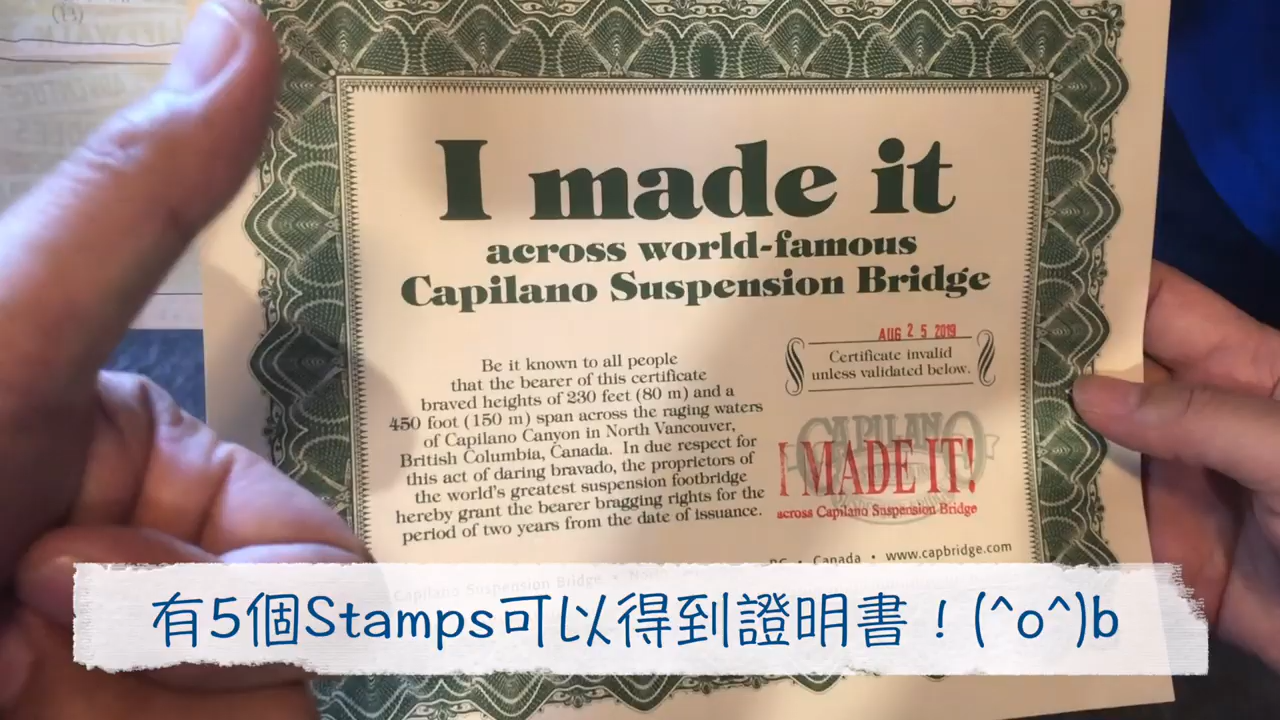 I made it
across world-famous
Capilano Suspension Bridge
Be it known to all people
that the bearer of this certificate
braved heights of 230 feet (80 m) and a
450 foot (150 m) span across the raging waters
of Capilano Canyon in North Vancouver,
British Columbia, Canada. In due respect for
this act of daring bravado, the proprietors of
the world's greatest suspension footbridge
hereby grant the bearer bragging rights for the
period of two years from the date of issuance.
AUG 25 2019
Certificate invalid
unless validated below.
CAPILANO
I MADE IT!
across Capilano Suspension Bridge
Capilano Suspension Bridge • BC • Canada • www.capbridge.com
有5個Stamps可以得到證明書！(^o^)b